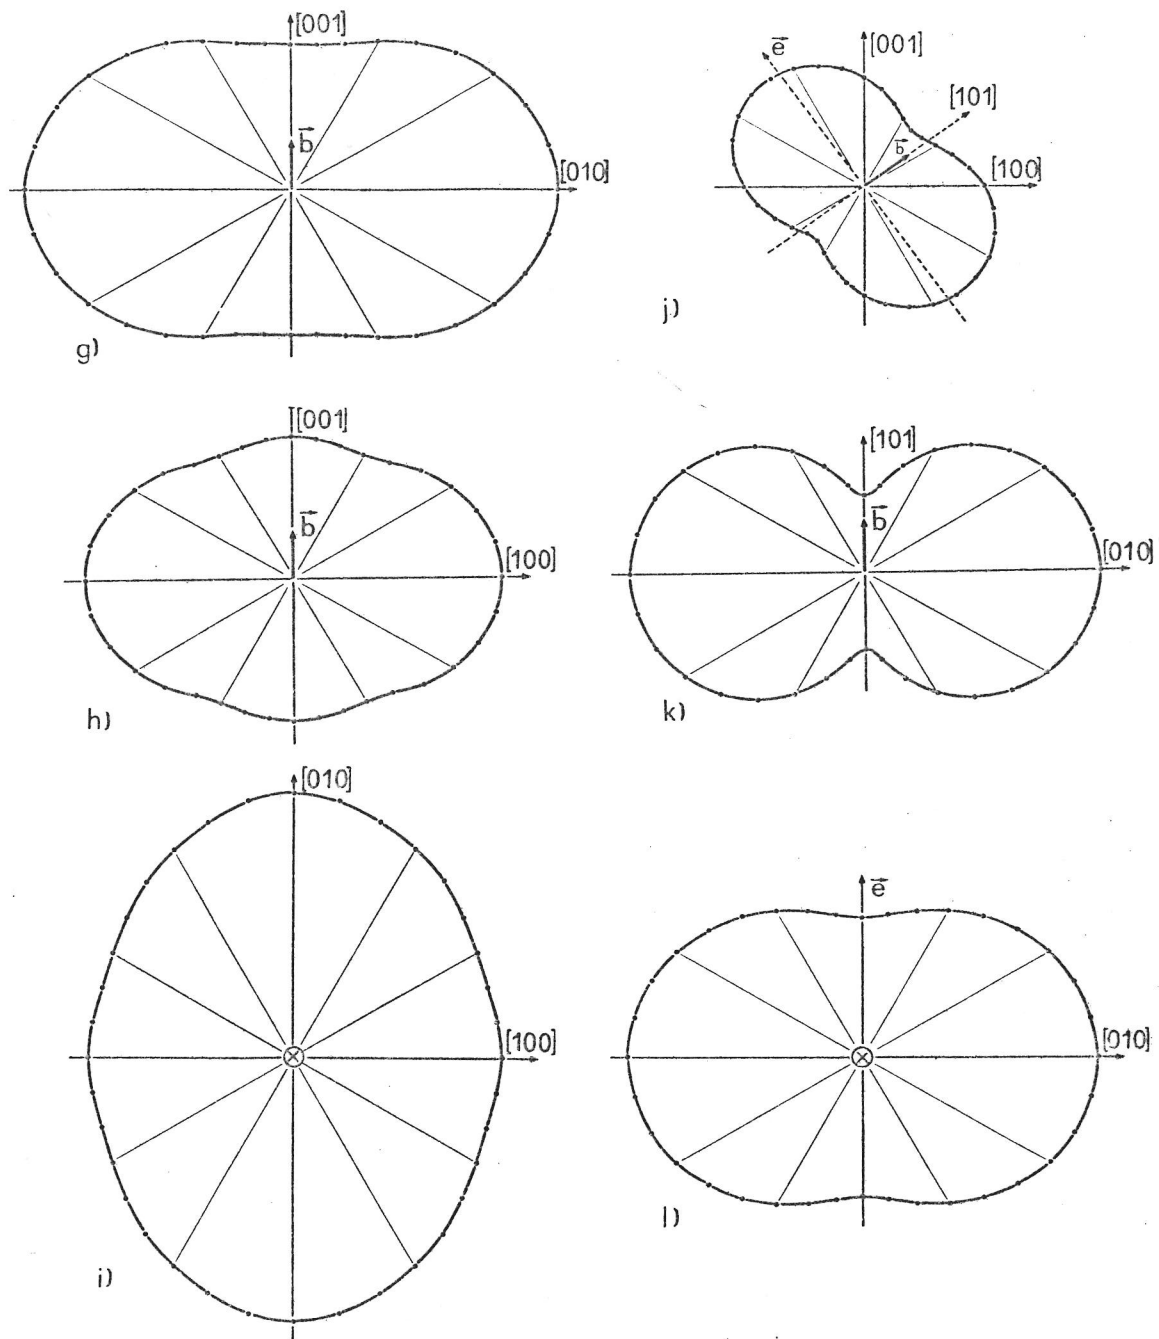 [001]
b⃗
[010]
g)
e⃗
[001]
[101]
b⃗
[100]
j)
[001]
b⃗
[100]
h)
[101]
b⃗
[010]
k)
[010]
[100]
i)
e⃗
[010]
l)